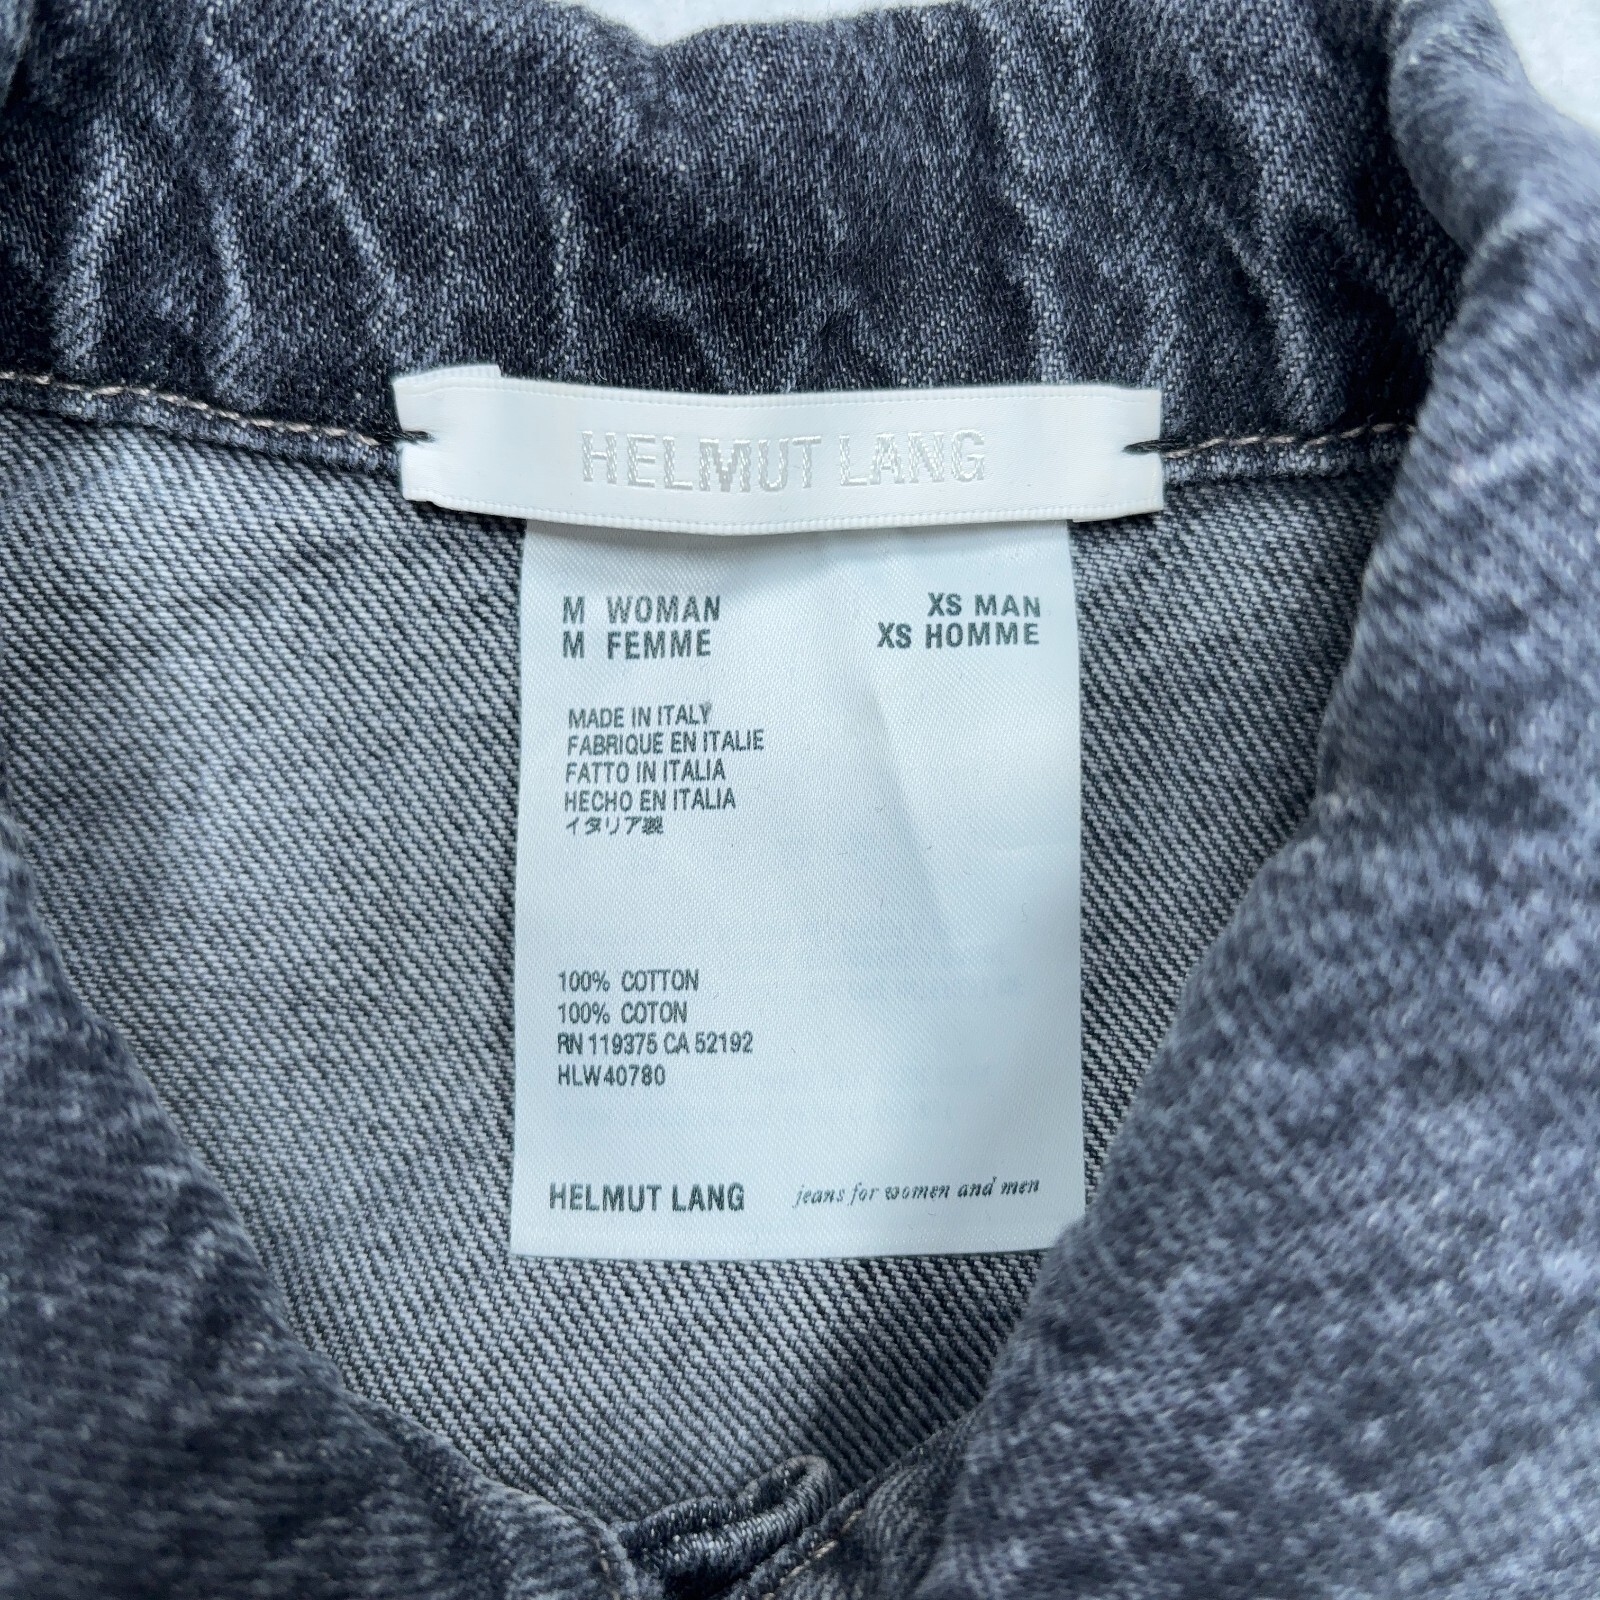 HELMUT LANG
M WOMAN XS MAN
M FEMME XS HOMME
MADE IN ITALY
FABRIQUE EN ITALIE
FATTO IN ITALIA
HECHO EN ITALIA
イタリア製
100% COTTON
100% COTON
RN 119375 CA 52192
HLW40780
HELMUT LANG jeans for women and men